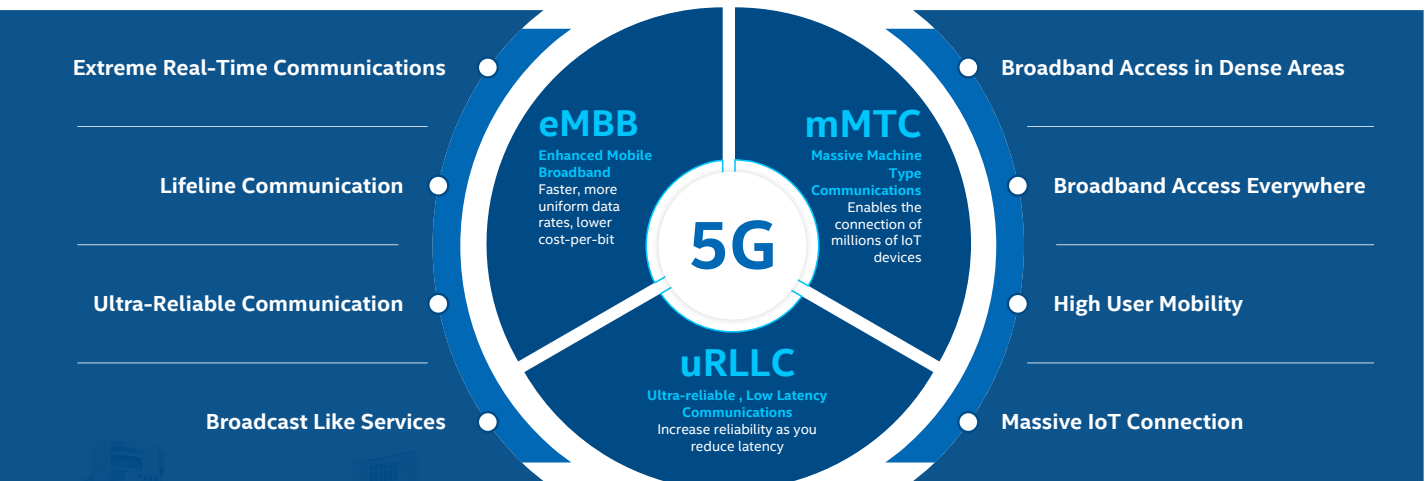 Extreme Real-Time Communications
Lifeline Communication
Ultra-Reliable Communication
Broadcast Like Services
eMBB
Enhanced Mobile
Broadband
Faster, more
uniform data
rates, lower
cost-per-bit
mMTC
Massive Machine
Type
Communications
Enables the
connection of
millions of IoT
devices
5G
uRLLC
Ultra-reliable , Low Latency
Communications
Increase reliability as you
reduce latency
Broadband Access in Dense Areas
Broadband Access Everywhere
High User Mobility
Massive IoT Connection